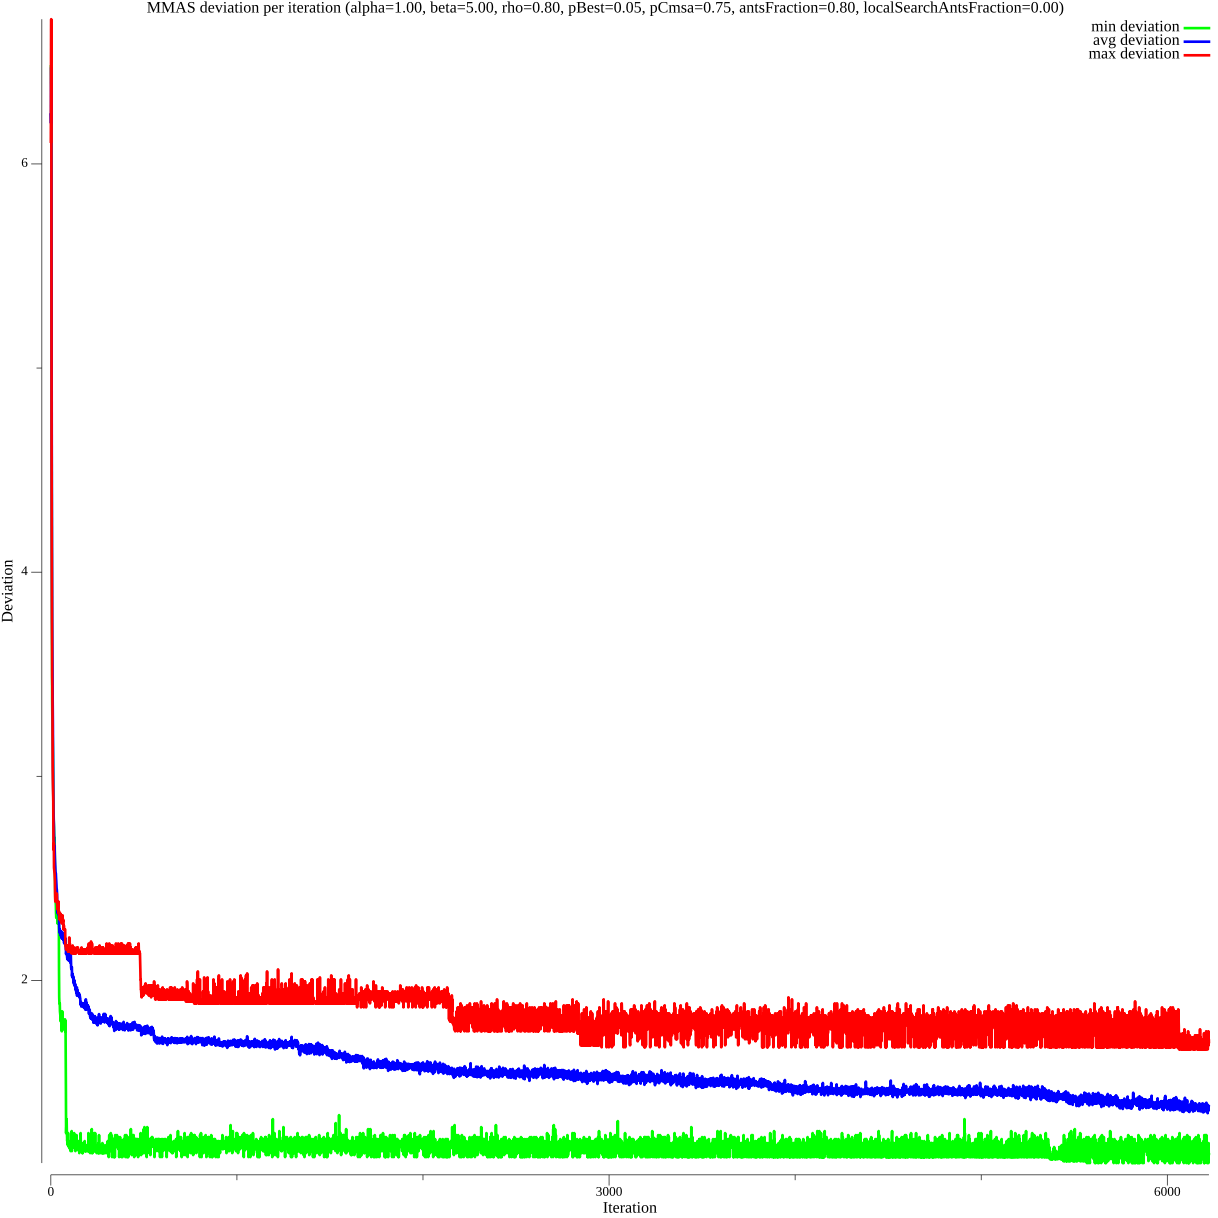 MMAS deviation per iteration (alpha=1.00, beta=5.00, rho=0.80, pBest=0.05, pCmsa=0.75, antsFraction=0.80, localSearchAntsFraction=0.00)
min deviation
avg deviation
max deviation
6
4
2
Deviation
0
3000
6000
Iteration